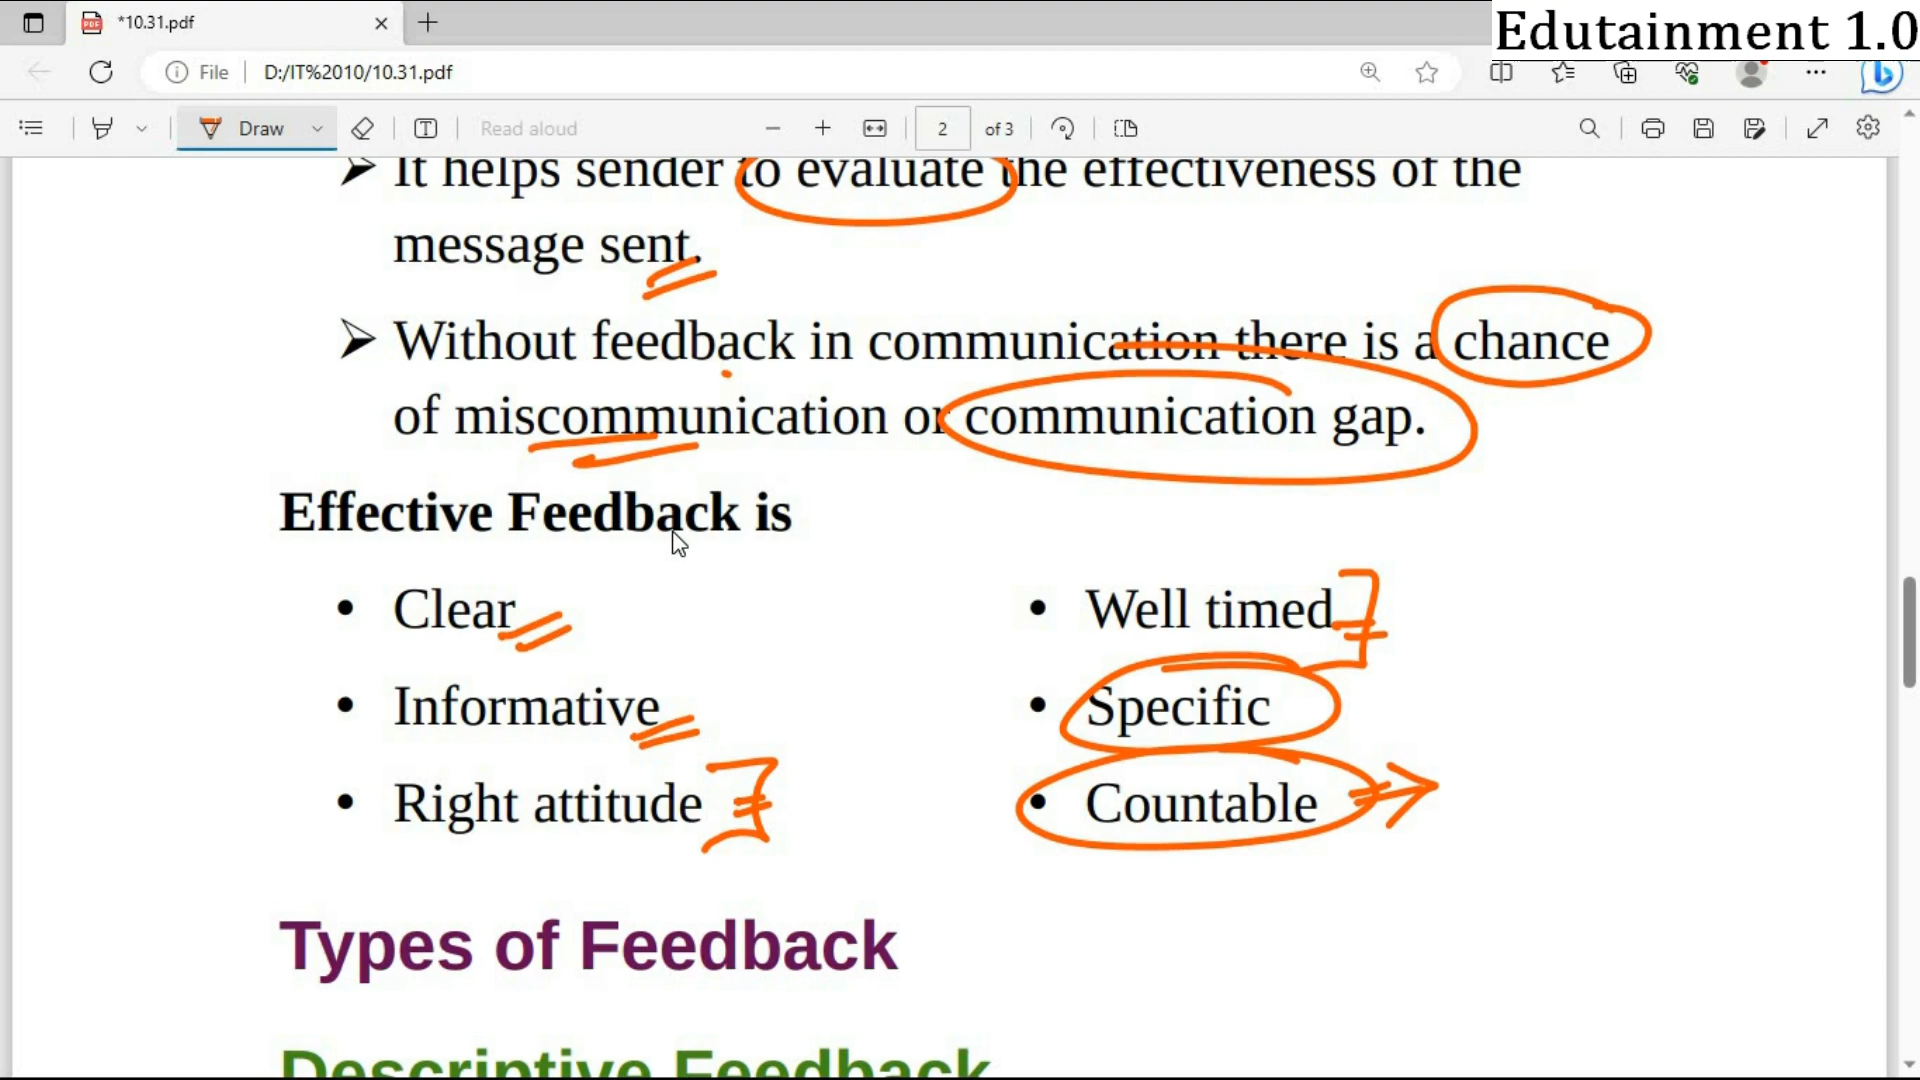 *10.31.pdf
Edutainment 1.0
File D:/IT%2010/10.31.pdf
Draw Read aloud 2 of 3
➢ It helps sender to evaluate the effectiveness of the
message sent.
➢ Without feedback in communication there is a chance
of miscommunication or communication gap.
Effective Feedback is
• Clear
• Informative
• Right attitude
• Well timed
• Specific
• Countable
Types of Feedback
Descriptive Feedback